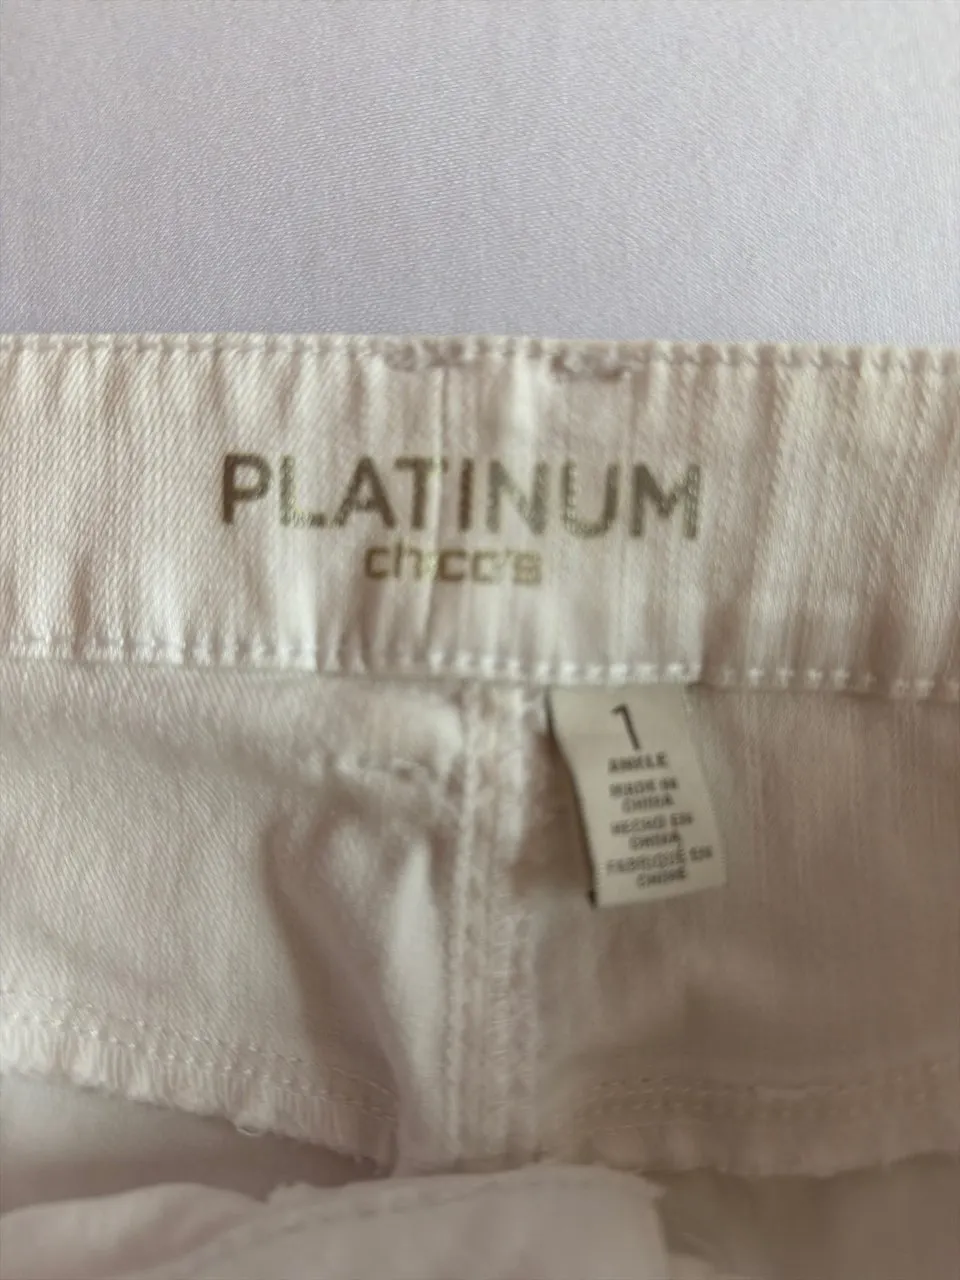 PLATINUM
chico's
1
ANKLE
MADE IN
CHINA
HECHO EN
CHINA
FABRIQUÉ EN
CHINE